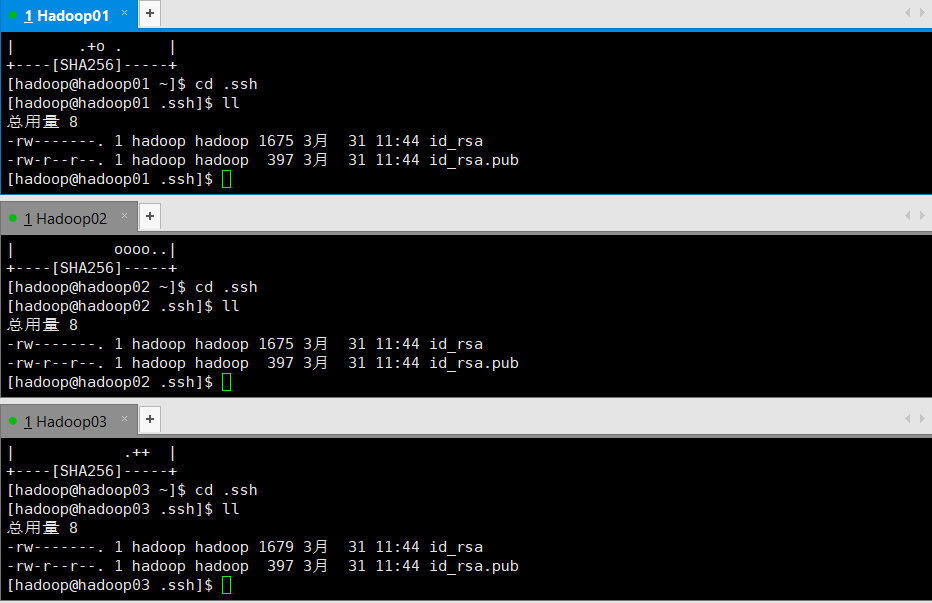 1 Hadoop01 × +
|       .+o .     |
+----[SHA256]-----+
[hadoop@hadoop01 ~]$ cd .ssh
[hadoop@hadoop01 .ssh]$ ll
总用量 8
-rw-------. 1 hadoop hadoop 1675 3月  31 11:44 id_rsa
-rw-r--r--. 1 hadoop hadoop  397 3月  31 11:44 id_rsa.pub
[hadoop@hadoop01 .ssh]$
1 Hadoop02 × +
|           oooo..|
+----[SHA256]-----+
[hadoop@hadoop02 ~]$ cd .ssh
[hadoop@hadoop02 .ssh]$ ll
总用量 8
-rw-------. 1 hadoop hadoop 1675 3月  31 11:44 id_rsa
-rw-r--r--. 1 hadoop hadoop  397 3月  31 11:44 id_rsa.pub
[hadoop@hadoop02 .ssh]$
1 Hadoop03 × +
|            .++  |
+----[SHA256]-----+
[hadoop@hadoop03 ~]$ cd .ssh
[hadoop@hadoop03 .ssh]$ ll
总用量 8
-rw-------. 1 hadoop hadoop 1679 3月  31 11:44 id_rsa
-rw-r--r--. 1 hadoop hadoop  397 3月  31 11:44 id_rsa.pub
[hadoop@hadoop03 .ssh]$